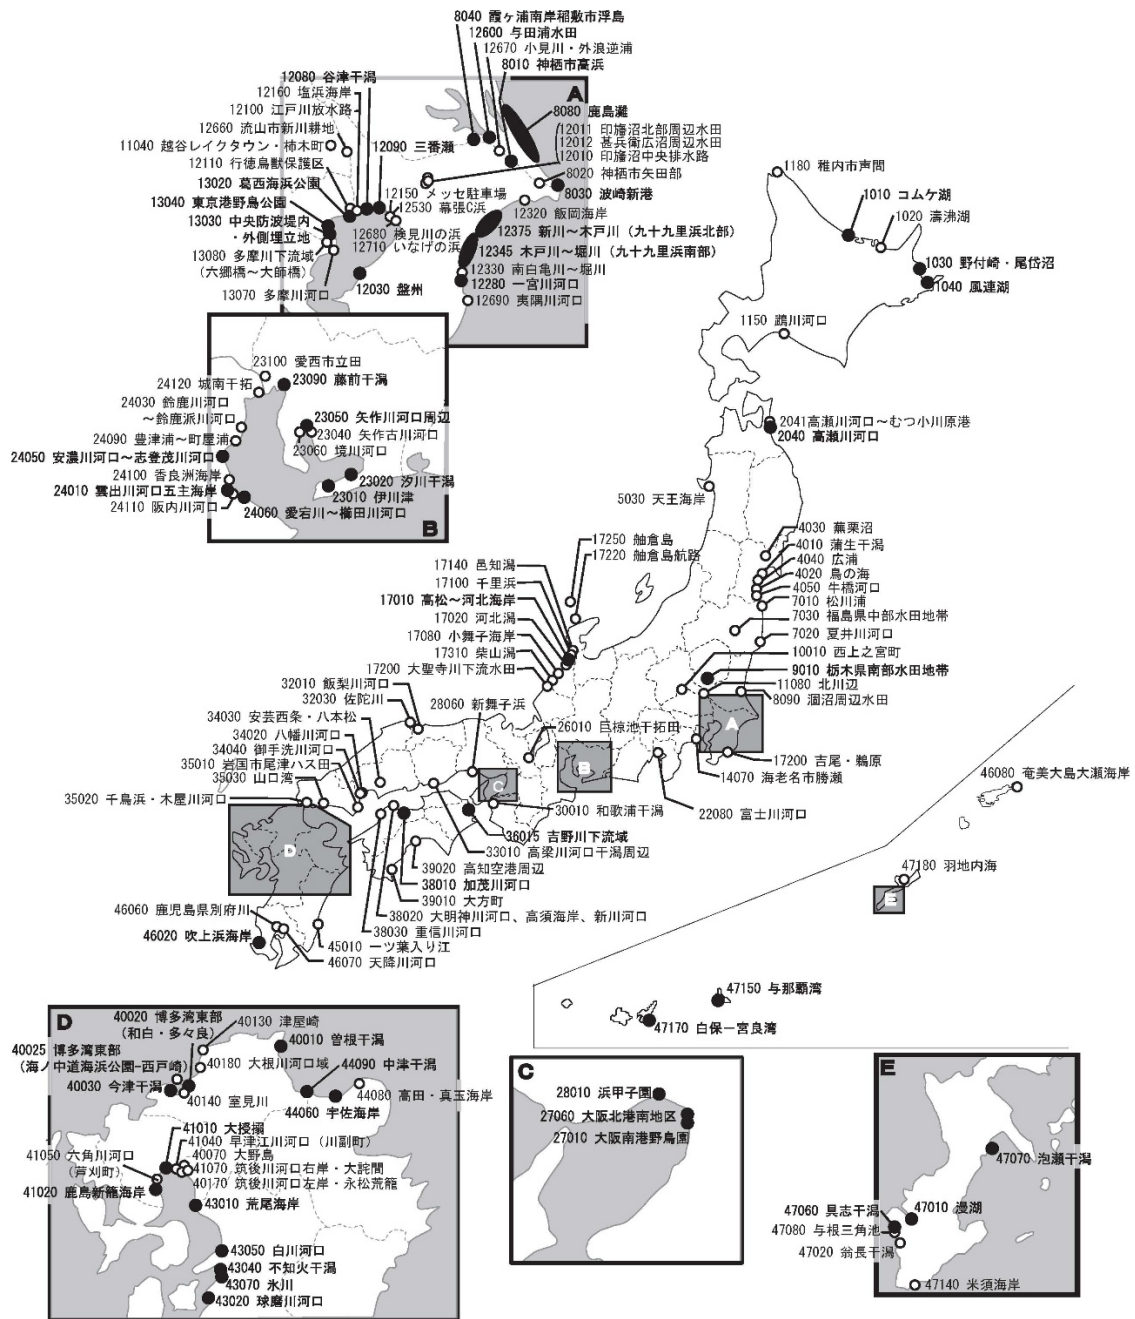 8040 霞ヶ浦南岸稲敷市浮島
12600 与田浦水田
12670 小見川・外浪逆浦
8010 神栖市高浜
12080 谷津干潟
12160 塩浜海岸
12100 江戸川放水路
12660 流山市新川耕地
11040 越谷レイクタウン・柿木町
12110 行徳鳥獣保護区
13020 葛西海浜公園
13040 東京港野鳥公園
13030 中央防波堤内
・外側埋立地
13080 多摩川下流域
(六郷橋～大師橋)
13070 多摩川河口
12090 三番瀬
12150 メッセ駐車場
12530 幕張C浜
12680 検見川の浜
12710 いなげの浜
12030 盤州
A
8080 鹿島灘
12011 印旛沼北部周辺水田
12012 甚兵衛広沼周辺水田
12010 印旛沼中央排水路
8020 神栖市矢田部
8030 波崎新港
12320 飯岡海岸
12375 新川～木戸川（九十九里浜北部）
12345 木戸川～堀川（九十九里浜南部）
12330 南白亀川～堀川
12280 一宮川河口
12690 夷隅川河口
23100 愛西市立田
23090 藤前干潟
24120 城南干拓
24030 鈴鹿川河口
～鈴鹿派川河口
24090 豊津浦～町屋浦
24050 安濃川河口～志登茂川河口
24100 香良洲海岸
24010 雲出川河口五主海岸
24110 阪内川河口
24060 愛宕川～櫛田川河口
23050 矢作川河口周辺
23040 矢作古川河口
23060 境川河口
23020 汐川干潟
23010 伊川津
B
1180 稚内市声問
1010 コムケ湖
1020 濤沸湖
1030 野付崎・尾岱沼
1040 風連湖
1150 鵡川河口
2041高瀬川河口～むつ小川原港
2040 高瀬川河口
5030 天王海岸
4030 蕪栗沼
4010 蒲生干潟
4040 広浦
4020 鳥の海
4050 牛橋河口
7010 松川浦
7030 福島県中部水田地帯
7020 夏井川河口
10010 西上之宮町
9010 栃木県南部水田地帯
11080 北川辺
8090 涸沼周辺水田
17250 舳倉島
17220 舳倉島航路
17140 邑知潟
17100 千里浜
17010 高松～河北海岸
17020 河北潟
17080 小舞子海岸
17310 柴山潟
17200 大聖寺川下流水田
32010 飯梨川河口
32030 佐陀川
28060 新舞子浜
26010 巨椋池干拓田
34030 安芸西条・八本松
34020 八幡川河口
34040 御手洗川河口
35010 岩国市尾津ハス田
35030 山口湾
35020 千鳥浜・木屋川河口
A
B
C
D
E
17200 吉尾・鵜原
14070 海老名市勝瀬
22080 富士川河口
30010 和歌浦干潟
36015 吉野川下流域
33010 高梁川河口干潟周辺
39020 高知空港周辺
38010 加茂川河口
39010 大方町
38020 大明神川河口、高須海岸、新川河口
38030 重信川河口
46060 鹿児島県別府川
46020 吹上浜海岸
45010 一ツ葉入り江
46070 天降川河口
46080 奄美大島大瀬海岸
47180 羽地内海
47150 与那覇湾
47170 白保－宮良湾
D
40020 博多湾東部
(和白・多々良)
40130 津屋崎
40025 博多湾東部
(海ノ中道海浜公園-西戸崎)
40180 大根川河口域
40030 今津干潟
40140 室見川
40010 曽根干潟
44090 中津干潟
44080 高田・真玉海岸
44060 宇佐海岸
41010 大授搦
41040 早津江川河口（川副町）
41050 六角川河口
(芦刈町)
40070 大野島
41070 筑後川河口右岸・大詫間
40170 筑後川河口左岸・永松荒籠
41020 鹿島新籠海岸
43010 荒尾海岸
43050 白川河口
43040 不知火干潟
43070 氷川
43020 球磨川河口
C
28010 浜甲子園
27060 大阪北港南地区
27010 大阪南港野鳥園
E
47070 泡瀬干潟
47060 具志干潟
47010 漫湖
47080 与根三角池
47020 翁長干潟
47140 米須海岸